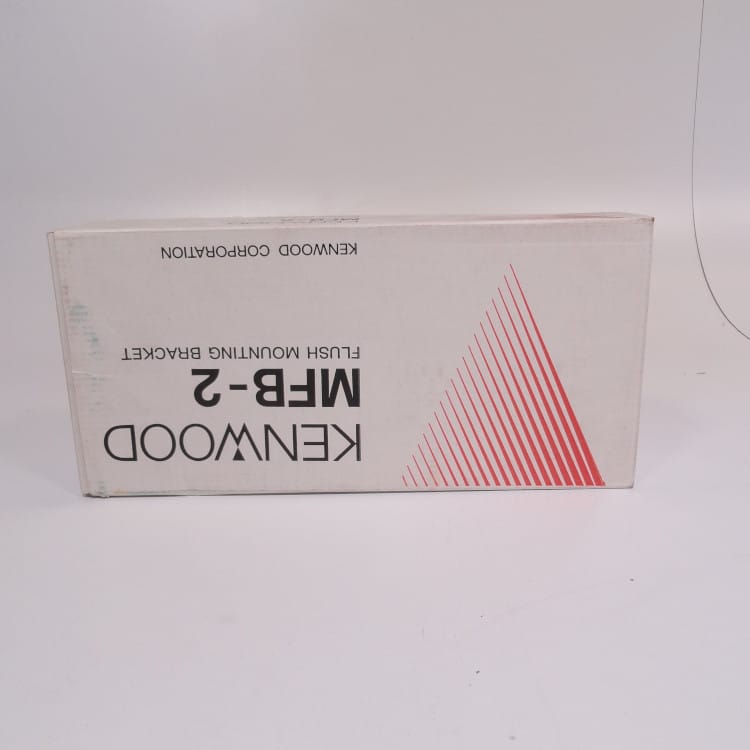 KENWOOD
MFB-2
FLUSH MOUNTING BRACKET
KENWOOD CORPORATION